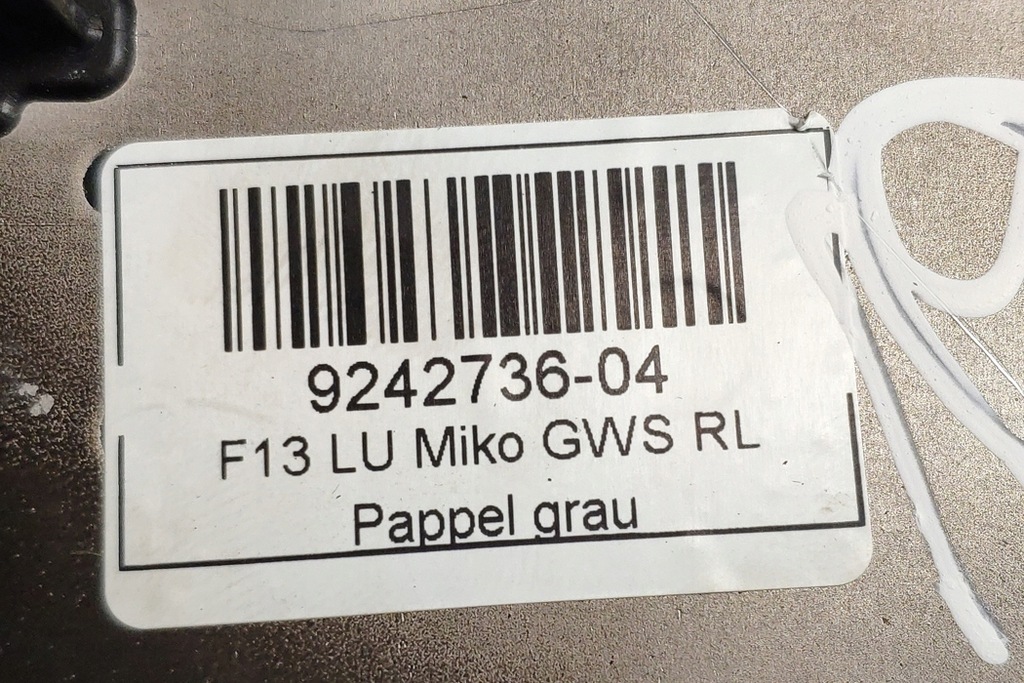 9242736-04
F13 LU Miko GWS RL
Pappel grau